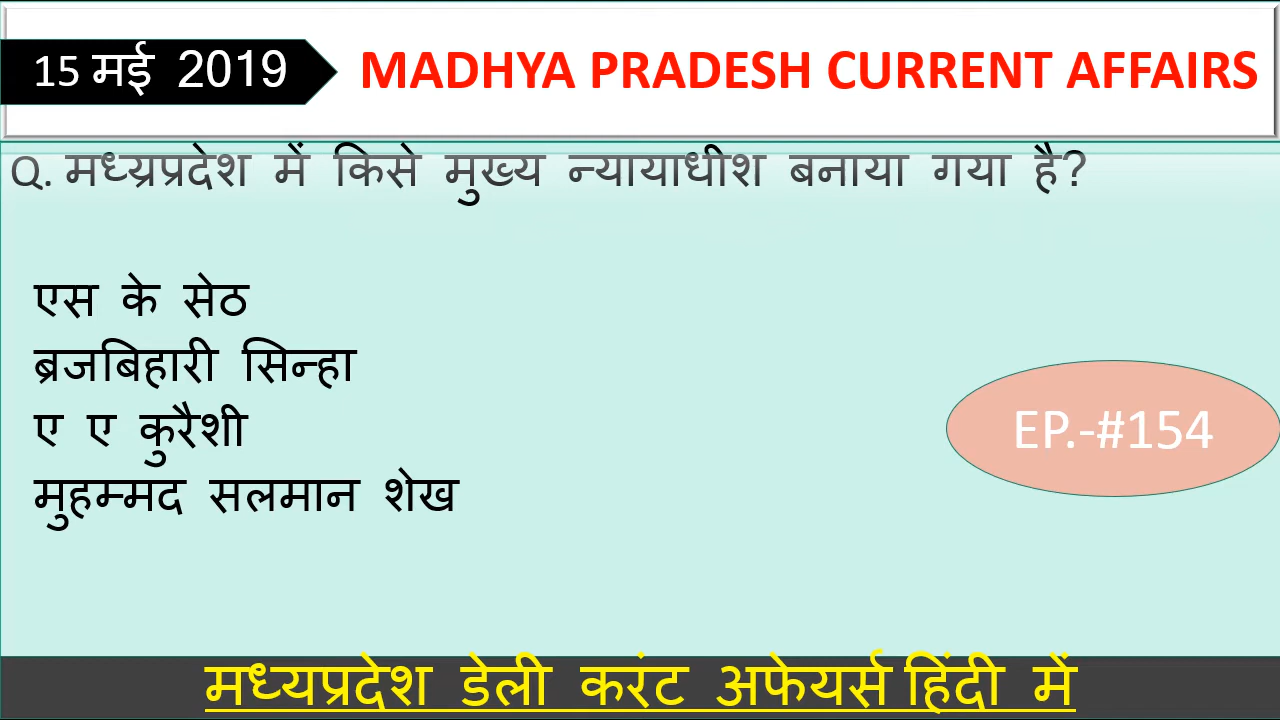 15 मई 2019
MADHYA PRADESH CURRENT AFFAIRS
Q. मध्य्रप्रदेश में किसे मुख्य न्यायाधीश बनाया गया है?
एस के सेठ
ब्रजबिहारी सिन्हा
ए ए कुरैशी
मुहम्मद सलमान शेख
EP.-#154
मध्यप्रदेश डेली करंट अफेयर्स हिंदी में